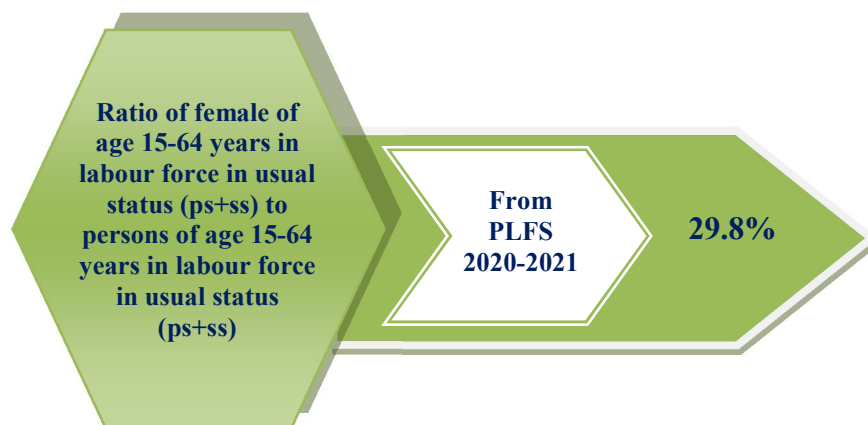 Ratio of female of
age 15-64 years in
labour force in usual
status (ps+ss) to
persons of age 15-64
years in labour force
in usual status
(ps+ss)
From
PLFS
2020-2021
29.8%